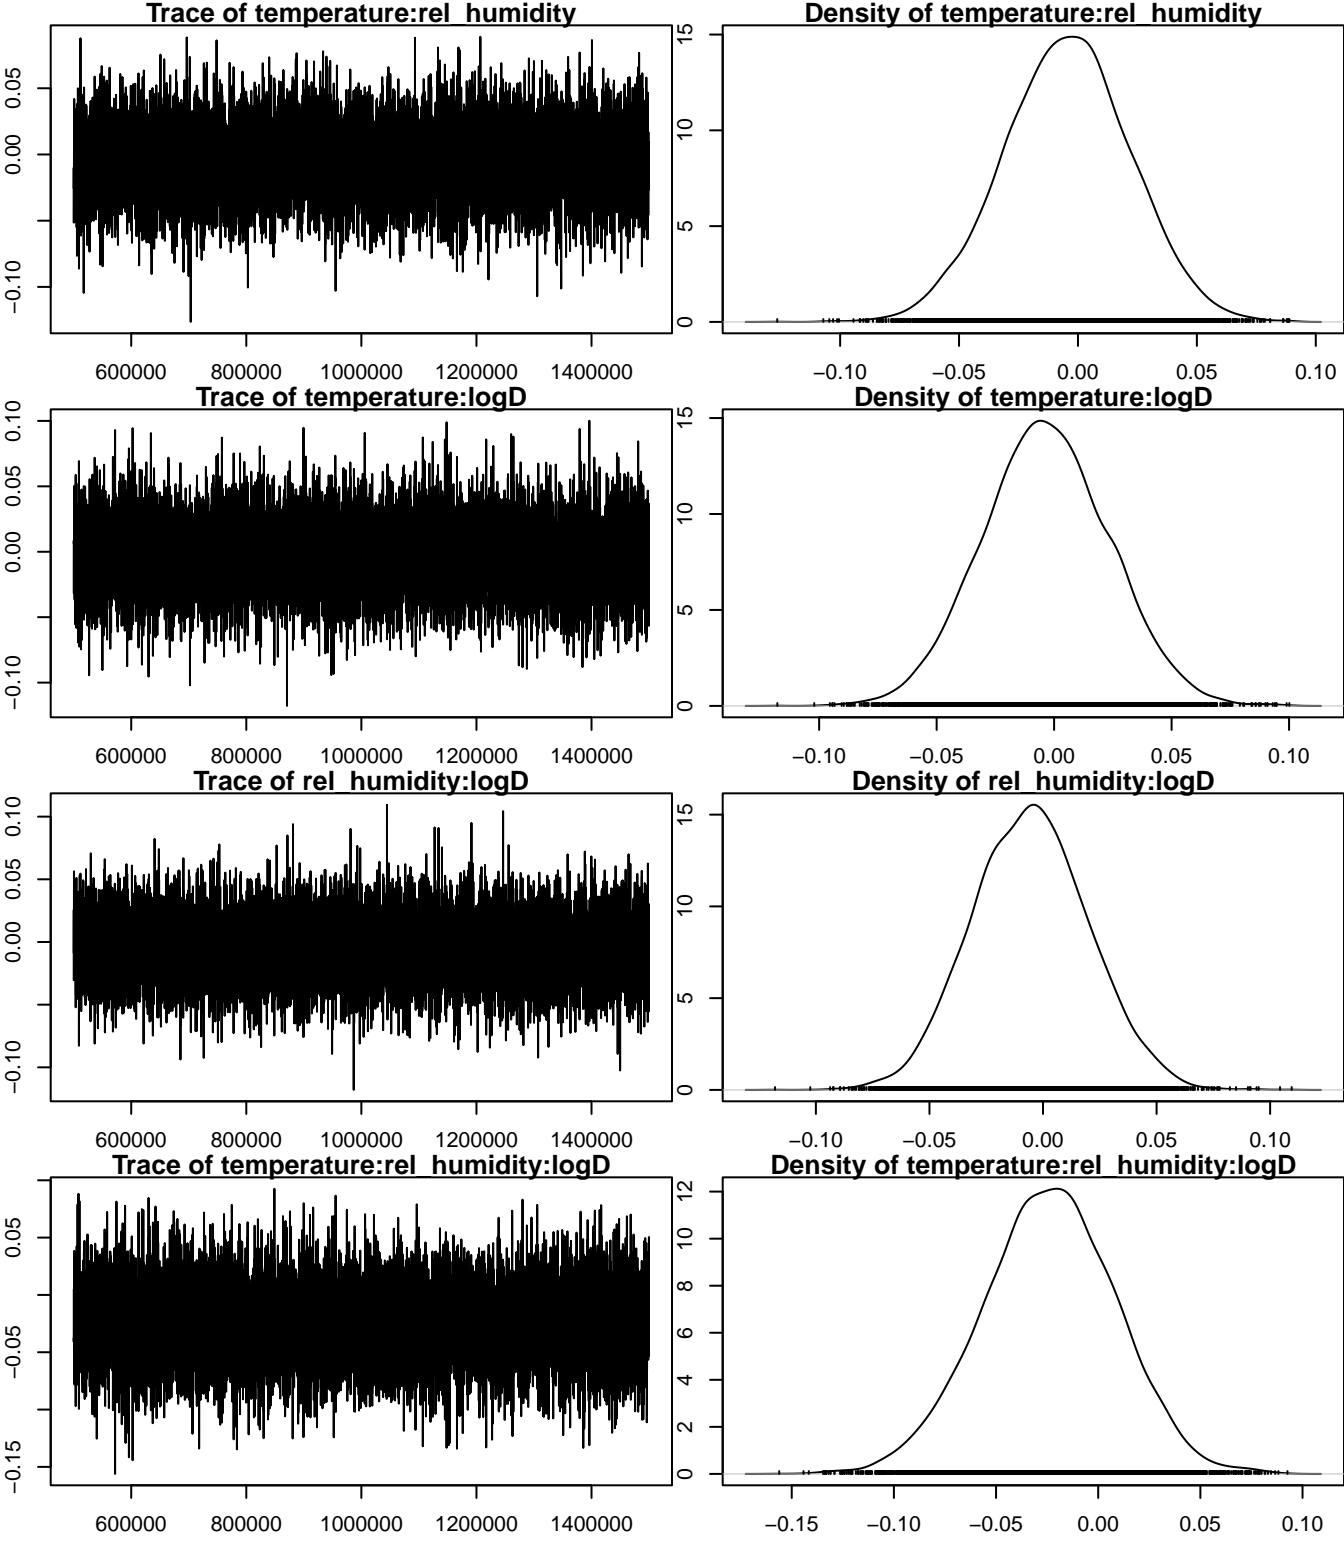 Trace of temperature:rel_humidity
0.05
0.00
−0.10
600000 800000 1000000 1200000 1400000
Density of temperature:rel_humidity
15
10
5
0
−0.10 −0.05 0.00 0.05 0.10
Trace of temperature:logD
0.10
0.05
0.00
−0.10
600000 800000 1000000 1200000 1400000
Density of temperature:logD
15
10
5
0
−0.10 −0.05 0.00 0.05 0.10
Trace of rel_humidity:logD
0.10
0.05
0.00
−0.10
600000 800000 1000000 1200000 1400000
Density of rel_humidity:logD
15
10
5
0
−0.10 −0.05 0.00 0.05 0.10
Trace of temperature:rel_humidity:logD
0.05
−0.05
−0.15
600000 800000 1000000 1200000 1400000
Density of temperature:rel_humidity:logD
12
10
8
6
4
2
0
−0.15 −0.10 −0.05 0.00 0.05 0.10